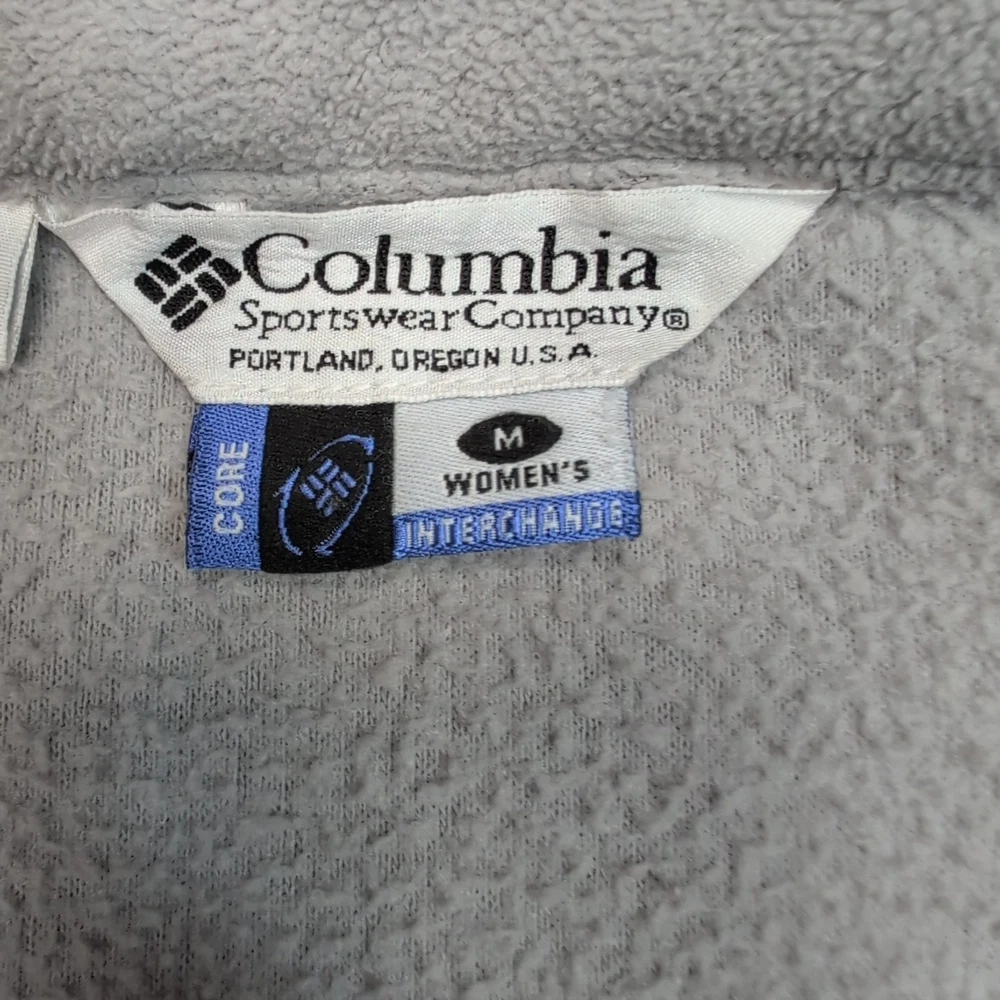 Columbia
Sportswear Company®
PORTLAND, OREGON U.S.A.
CORE
M
WOMEN'S
INTERCHANGE